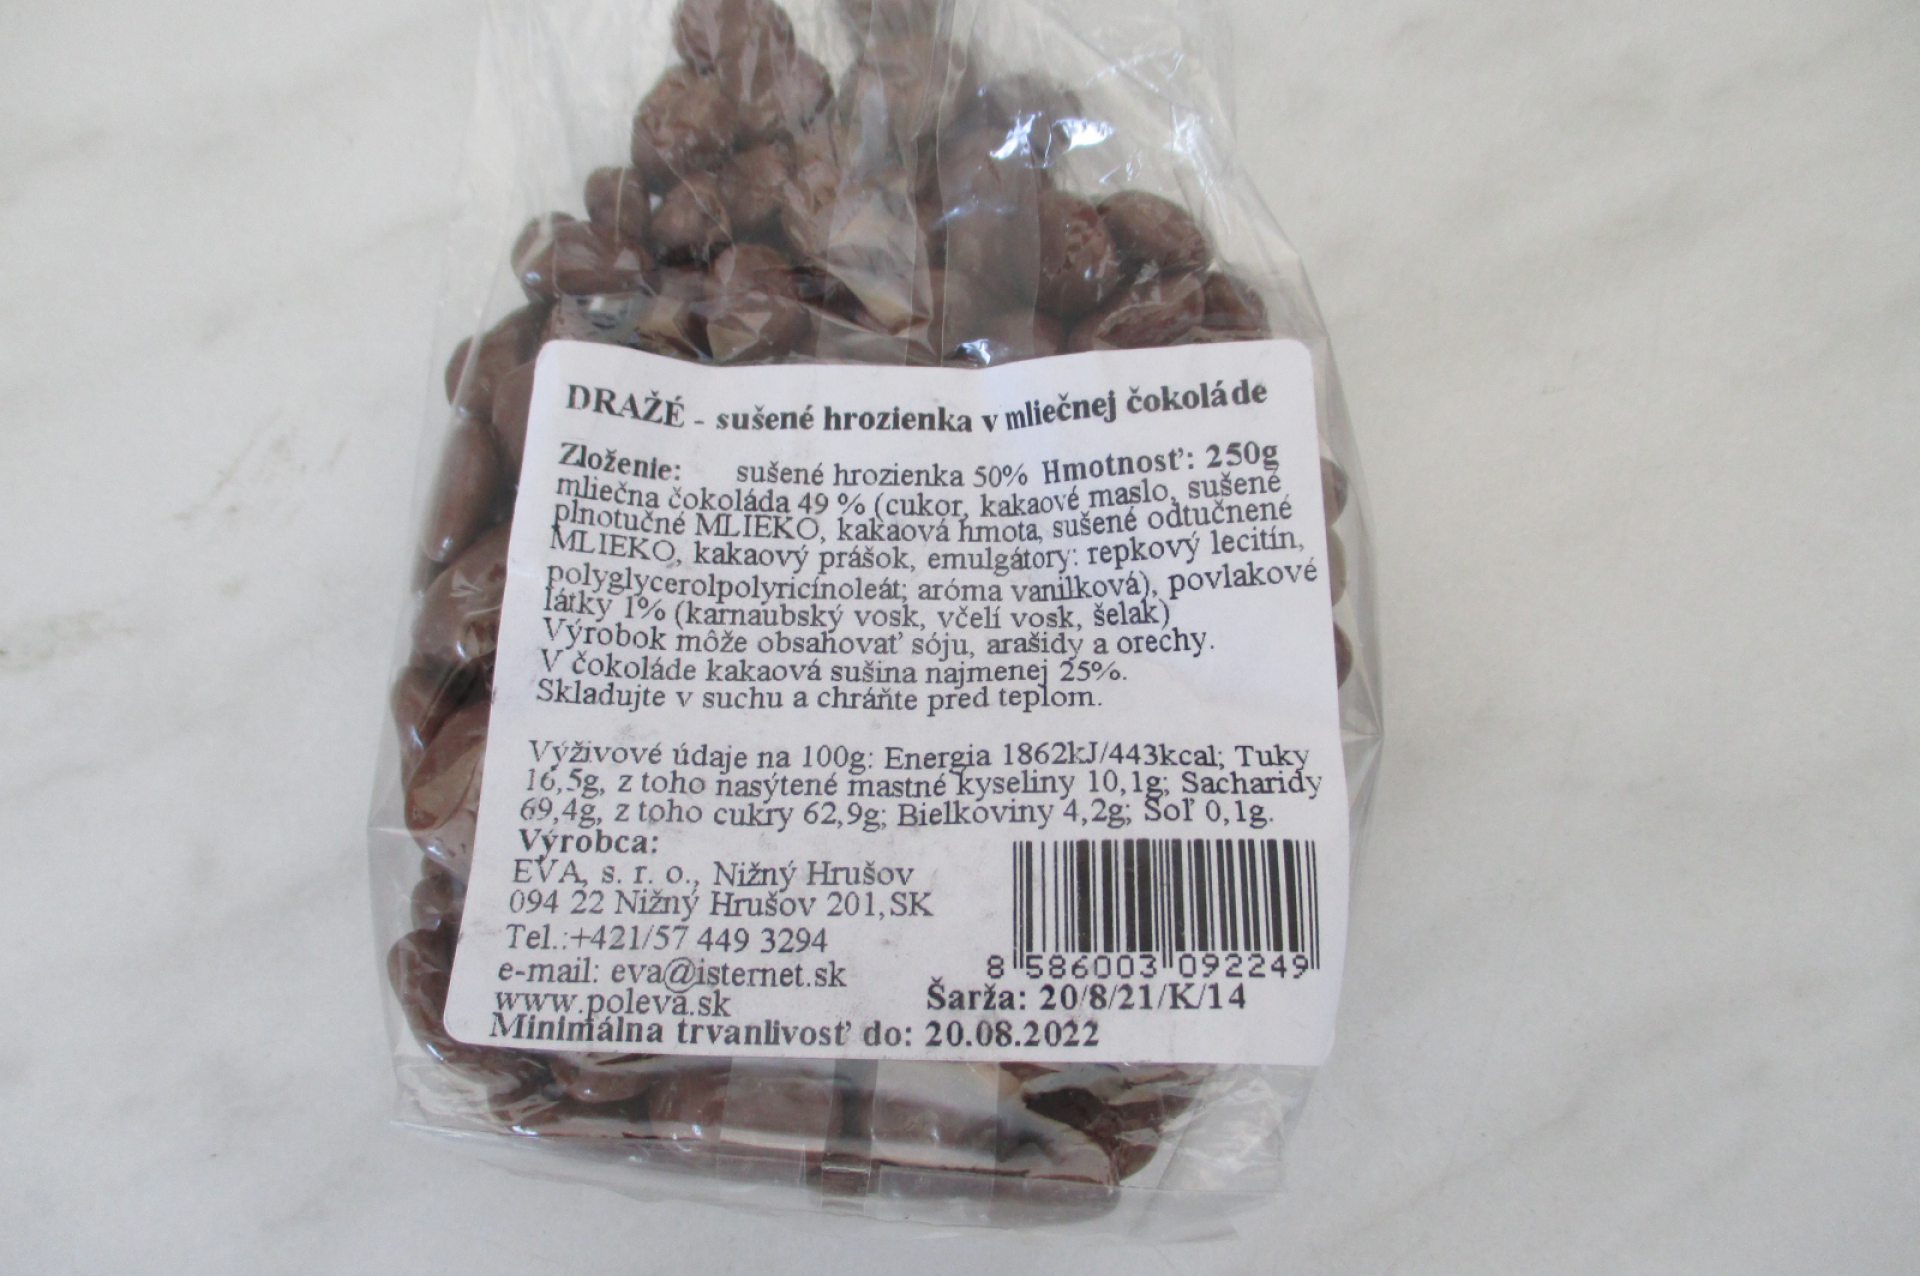 DRAŽÉ - sušené hrozienka v mliečnej čokoláde
Zloženie: sušené hrozienka 50% Hmotnosť: 250g
mliečna čokoláda 49 % (cukor, kakaové maslo, sušené
plnotučné MLIEKO, kakaová hmota, sušené odtučnené
MLIEKO, kakaový prášok, emulgátory: repkový lecitín,
polyglycerolpolyricínoleát; aróma vanilková), povlakové
látky 1% (karnaubský vosk, včelí vosk, šelak)
Výrobok môže obsahovať sóju, arašidy a orechy.
V čokoláde kakaová sušina najmenej 25%.
Skladujte v suchu a chráňte pred teplom.
Výživové údaje na 100g: Energia 1862kJ/443kcal; Tuky
16,5g, z toho nasýtené mastné kyseliny 10,1g; Sacharidy
69,4g, z toho cukry 62,9g; Bielkoviny 4,2g; Soľ 0,1g.
Výrobca:
EVA, s. r. o., Nižný Hrušov
094 22 Nižný Hrušov 201, SK
Tel.:+421/57 449 3294
e-mail: eva@isternet.sk
8 586003 092249
www.poleva.sk
Šarža: 20/8/21/K/14
Minimálna trvanlivosť do: 20.08.2022